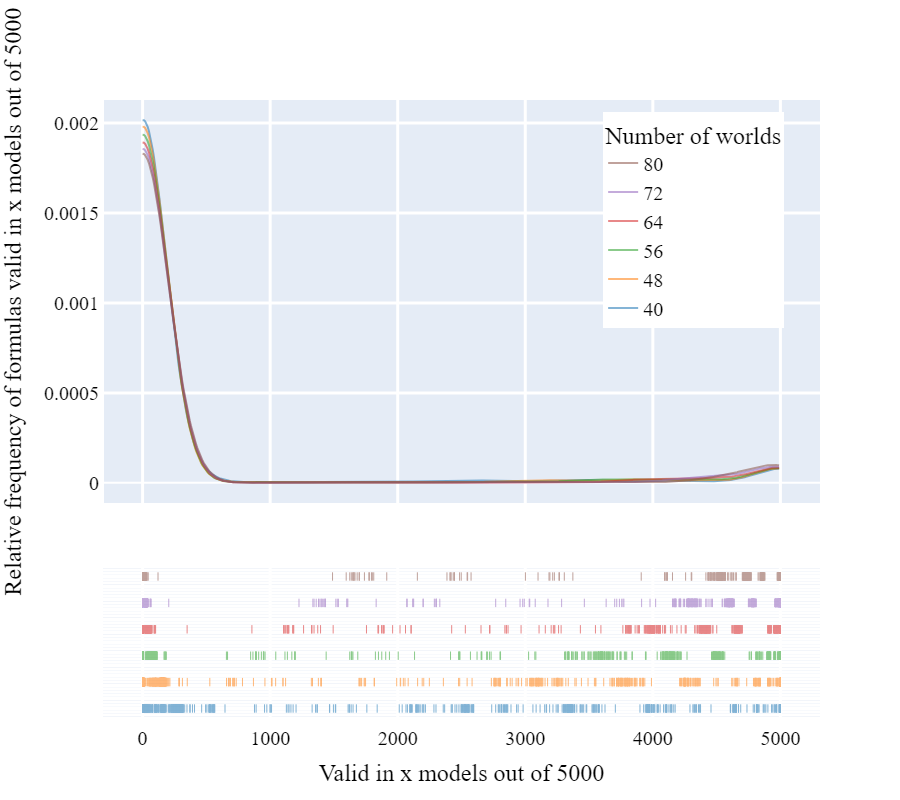 Relative frequency of formulas valid in x models out of 5000
0.002
0.0015
0.001
0.0005
0
Number of worlds
80
72
64
56
48
40
0 1000 2000 3000 4000 5000
Valid in x models out of 5000